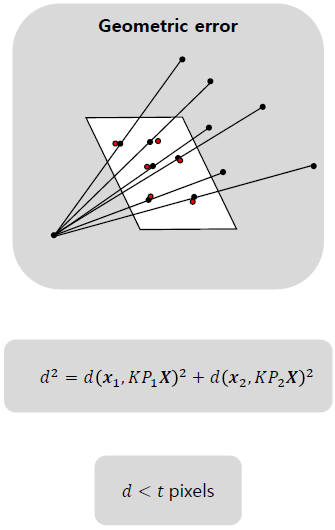 Geometric error
d² = d(x₁, KP₁X)² + d(x₂, KP₂X)²
d < t pixels